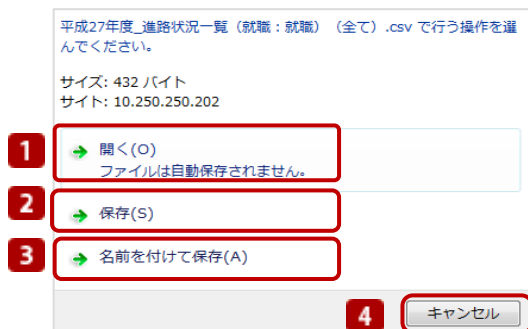 平成27年度_進路状況一覧（就職：就職）（全て）.csv で行う操作を選
んでください。
サイズ: 432 バイト
サイト: 10.250.250.202
1
開く(O)
ファイルは自動保存されません。
2
保存(S)
3
名前を付けて保存(A)
4
キャンセル